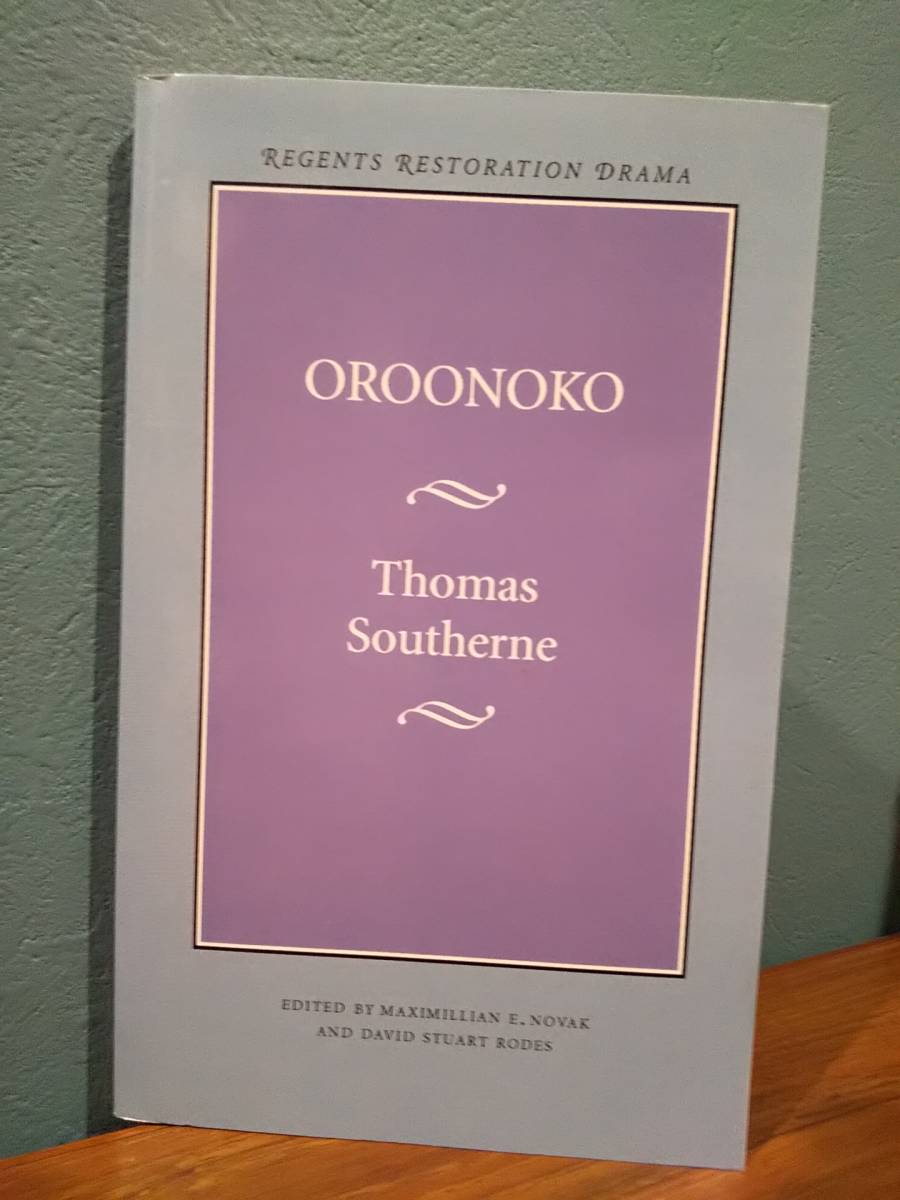 REGENTS RESTORATION DRAMA
OROONOKO
Thomas
Southerne
EDITED BY MAXIMILLIAN E. NOVAK
AND DAVID STUART RODES